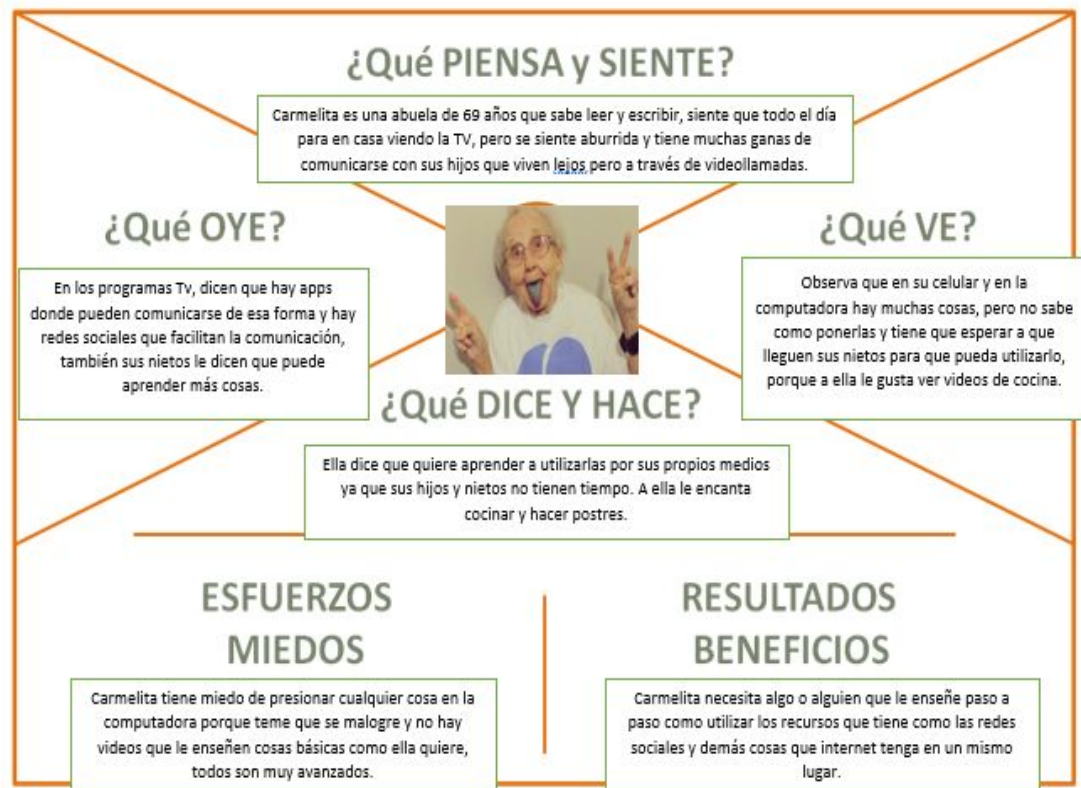 ¿Qué PIENSA y SIENTE?
Carmelita es una abuela de 69 años que sabe leer y escribir, siente que todo el día
para en casa viendo la TV, pero se siente aburrida y tiene muchas ganas de
comunicarse con sus hijos que viven lejos pero a través de videollamadas.
¿Qué OYE?
En los programas Tv, dicen que hay apps
donde pueden comunicarse de esa forma y hay
redes sociales que facilitan la comunicación,
también sus nietos le dicen que puede
aprender más cosas.
¿Qué VE?
Observa que en su celular y en la
computadora hay muchas cosas, pero no sabe
como ponerlas y tiene que esperar a que
lleguen sus nietos para que pueda utilizarlo,
porque a ella le gusta ver videos de cocina.
¿Qué DICE Y HACE?
Ella dice que quiere aprender a utilizarlas por sus propios medios
ya que sus hijos y nietos no tienen tiempo. A ella le encanta
cocinar y hacer postres.
ESFUERZOS
MIEDOS
Carmelita tiene miedo de presionar cualquier cosa en la
computadora porque teme que se malogre y no hay
videos que le enseñen cosas básicas como ella quiere,
todos son muy avanzados.
RESULTADOS
BENEFICIOS
Carmelita necesita algo o alguien que le enseñe paso a
paso como utilizar los recursos que tiene como las redes
sociales y demás cosas que internet tenga en un mismo
lugar.